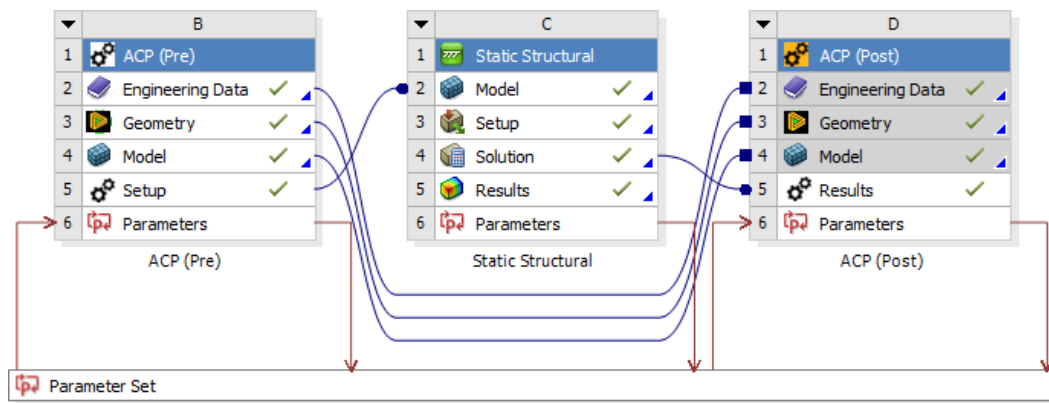 B
1 ACP (Pre)
2 Engineering Data
3 Geometry
4 Model
5 Setup
6 Parameters
ACP (Pre)
C
1 Static Structural
2 Model
3 Setup
4 Solution
5 Results
6 Parameters
Static Structural
D
1 ACP (Post)
2 Engineering Data
3 Geometry
4 Model
5 Results
6 Parameters
ACP (Post)
Parameter Set